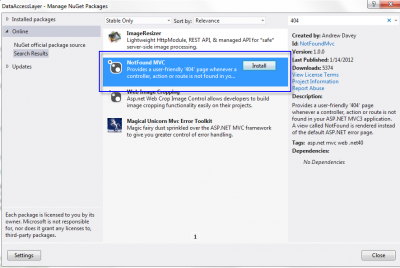 DataAccessLayer - Manage NuGet Packages
Installed packages
Online
NuGet official package source
Search Results
Updates
Each package is licensed to you by its
owner. Microsoft is not responsible
for, nor does it grant any licenses to,
third-party packages.
Settings
Stable Only
Sort by: Relevance
ImageResizer
Lightweight HttpModule, REST API, & managed API for *safe*
server-side image processing.
NotFound MVC
Provides a user-friendly '404' page whenever a
controller, action or route is not found in yo...
Install
Web Image Cropping
Asp.net Web Crop Image Control allows developers to build
image cropping functionality easily on their projects.
Magical Unicorn Mvc Error Toolkit
Magic fairy dust sprinkled over the ASP.NET MVC framework
to give you greater control of error handling.
1
404
Created by: Andrew Davey
Id: NotFoundMvc
Version: 1.0.0
Last Published: 1/14/2012
Downloads: 5374
View License Terms
Project Information
Report Abuse
Description:
Provides a user-friendly '404' page
whenever a controller, action or route is not
found in your ASP.NET MVC3 application.
A view called NotFound is rendered instead
of the default ASP.NET error page.
Tags: asp.net mvc web .net40
Dependencies:
No Dependencies
Close